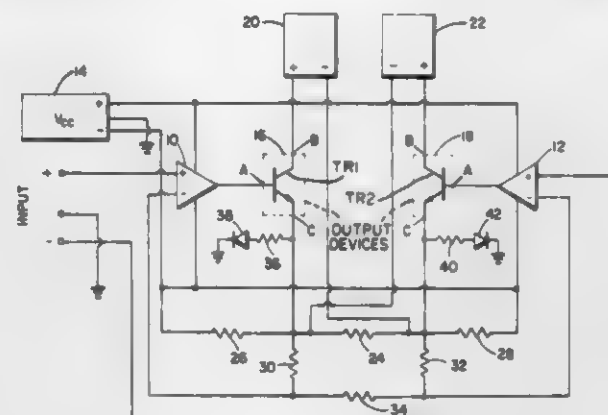 20
22
+ -
- +
14
VCC
+
-
10
+
-
16
B
TR1
A
B
18
TR2
A
12
+
-
INPUT
+
-
38
C
OUTPUT
DEVICES
C
42
36
40
26
24
28
30
32
34